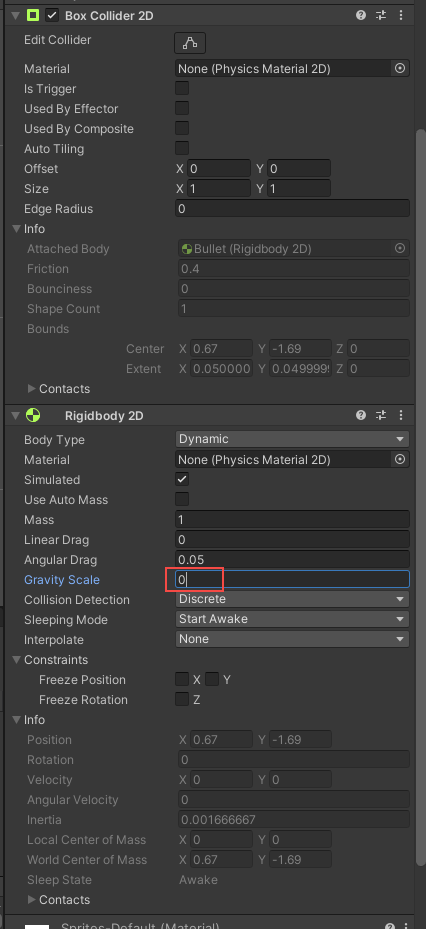 Box Collider 2D
Edit Collider
Material None (Physics Material 2D)
Is Trigger
Used By Effector
Used By Composite
Auto Tiling
Offset X 0 Y 0
Size X 1 Y 1
Edge Radius 0
Info
Attached Body Bullet (Rigidbody 2D)
Friction 0.4
Bounciness 0
Shape Count 1
Bounds
Center X 0.67 Y -1.69 Z 0
Extent X 0.050000 Y 0.049999 Z 0
Contacts
Rigidbody 2D
Body Type Dynamic
Material None (Physics Material 2D)
Simulated
Use Auto Mass
Mass 1
Linear Drag 0
Angular Drag 0.05
Gravity Scale 0
Collision Detection Discrete
Sleeping Mode Start Awake
Interpolate None
Constraints
Freeze Position X Y
Freeze Rotation Z
Info
Position X 0.67 Y -1.69
Rotation 0
Velocity X 0 Y 0
Angular Velocity 0
Inertia 0.001666667
Local Center of Mass X 0 Y 0
World Center of Mass X 0.67 Y -1.69
Sleep State Awake
Contacts
Sprites-Default (Material)